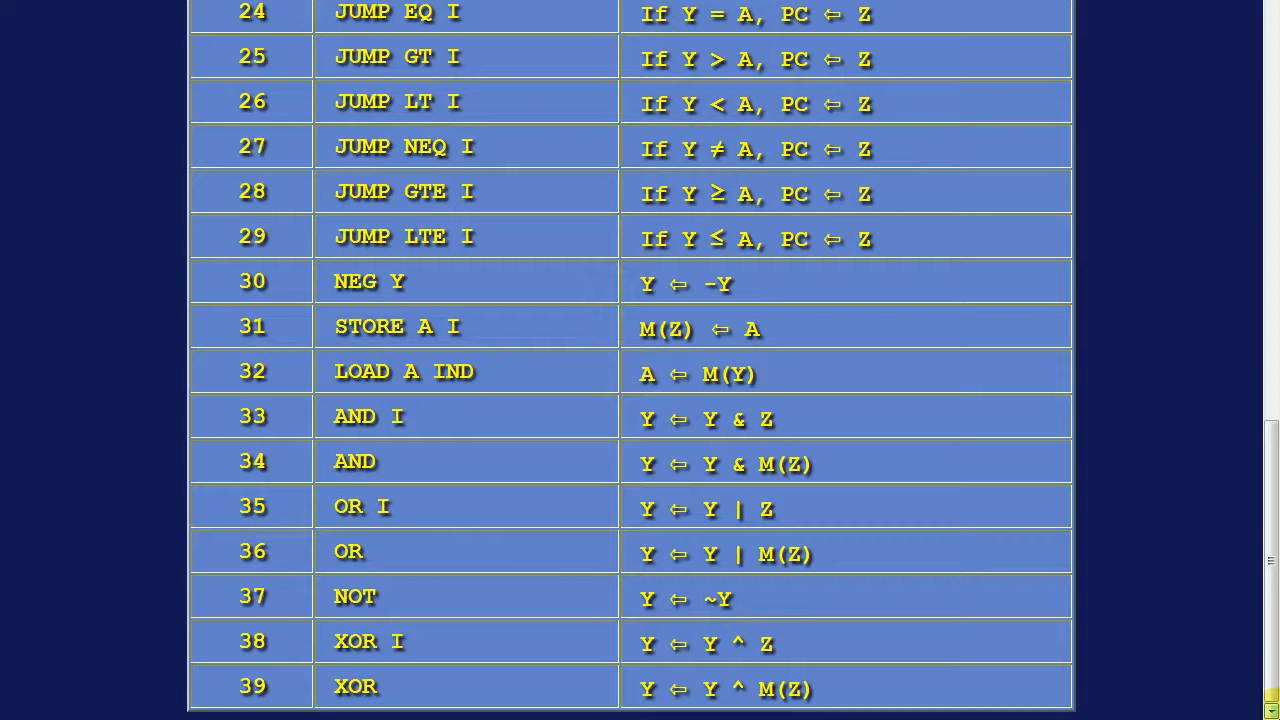 24 JUMP EQ I If Y = A, PC ⇦ Z
25 JUMP GT I If Y > A, PC ⇦ Z
26 JUMP LT I If Y < A, PC ⇦ Z
27 JUMP NEQ I If Y ≠ A, PC ⇦ Z
28 JUMP GTE I If Y ≥ A, PC ⇦ Z
29 JUMP LTE I If Y ≤ A, PC ⇦ Z
30 NEG Y Y ⇦ -Y
31 STORE A I M(Z) ⇦ A
32 LOAD A IND A ⇦ M(Y)
33 AND I Y ⇦ Y & Z
34 AND Y ⇦ Y & M(Z)
35 OR I Y ⇦ Y | Z
36 OR Y ⇦ Y | M(Z)
37 NOT Y ⇦ ~Y
38 XOR I Y ⇦ Y ^ Z
39 XOR Y ⇦ Y ^ M(Z)